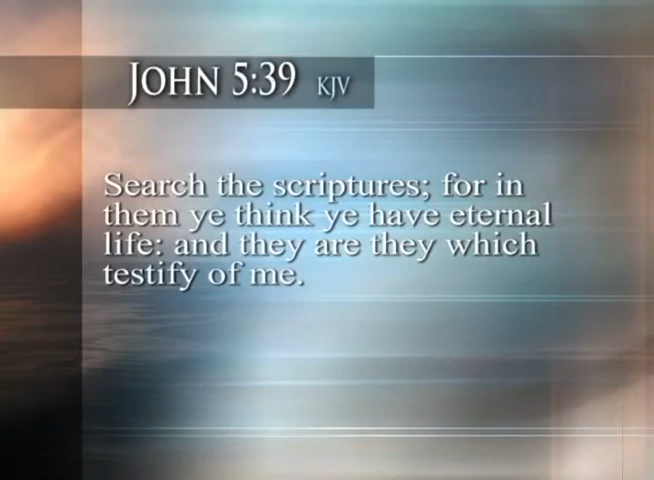 JOHN 5:39 KJV
Search the scriptures; for in
them ye think ye have eternal
life: and they are they which
testify of me.